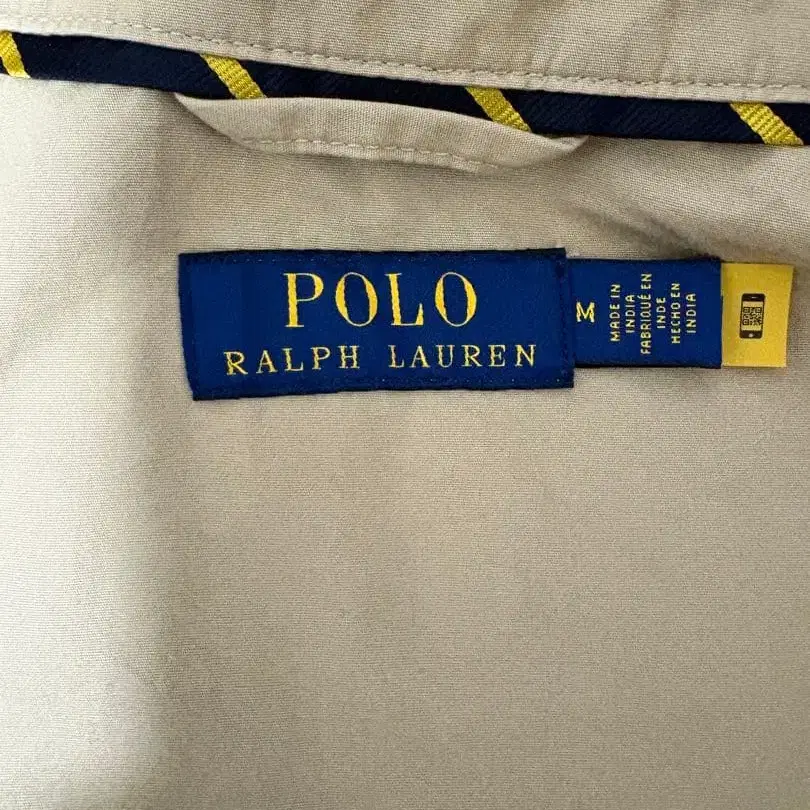 POLO
RALPH LAUREN
M
MADE IN
INDIA
FABRIQUÉ EN
INDE
HECHO EN
INDIA